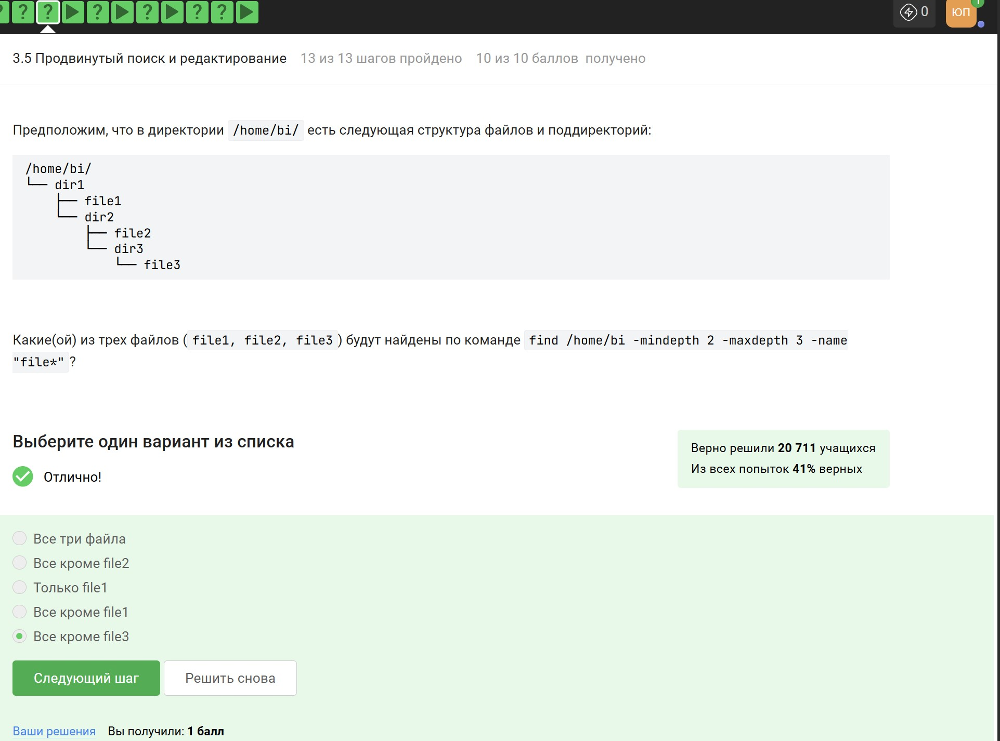 ? ? ? ? ? ? 0 ЮП
3.5 Продвинутый поиск и редактирование 13 из 13 шагов пройдено 10 из 10 баллов получено
Предположим, что в директории /home/bi/ есть следующая структура файлов и поддиректорий:
/home/bi/
└── dir1
    ├── file1
    └── dir2
        ├── file2
        └── dir3
            └── file3
Какие(ой) из трех файлов ( file1, file2, file3 ) будут найдены по команде find /home/bi -mindepth 2 -maxdepth 3 -name
"file*" ?
Выберите один вариант из списка
Отлично!
Верно решили 20 711 учащихся
Из всех попыток 41% верных
Все три файла
Все кроме file2
Только file1
Все кроме file1
Все кроме file3
Следующий шаг Решить снова
Ваши решения Вы получили: 1 балл